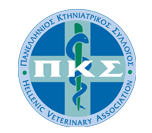 ΠΑΝΕΛΛΗΝΙΟΣ ΚΤΗΝΙΑΤΡΙΚΟΣ ΣΥΛΛΟΓΟΣ
ΠΚΣ
HELLENIC VETERINARY ASSOCIATION